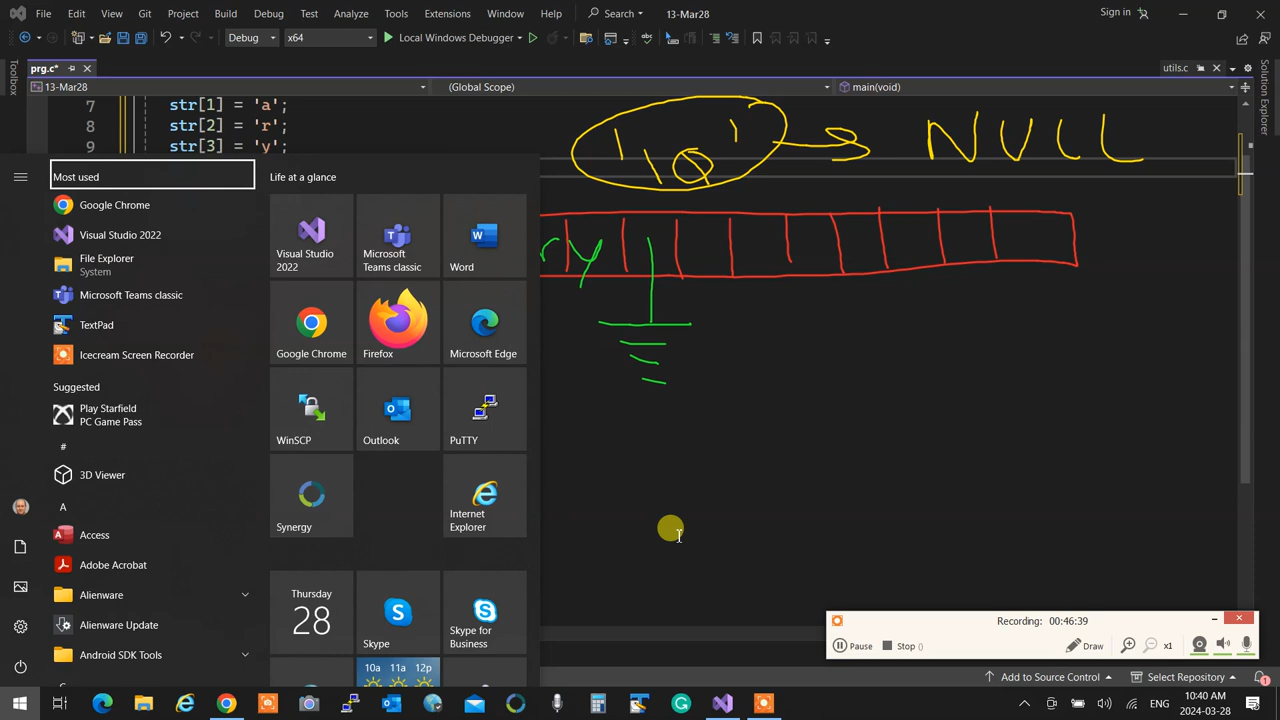 File Edit View Git Project Build Debug Test Analyze Tools Extensions Window Help Search 13-Mar28 Sign in
Debug x64 Local Windows Debugger
Toolbox
prg.c* utils.c
13-Mar28 (Global Scope) main(void)
Solution Explorer
7 str[1] = 'a';
8 str[2] = 'r';
9 str[3] = 'y';
'\0' NULL
ry
Most used
Google Chrome
Visual Studio 2022
File Explorer
System
Microsoft Teams classic
TextPad
Icecream Screen Recorder
Suggested
Play Starfield
PC Game Pass
#
3D Viewer
A
Access
Adobe Acrobat
Alienware
Alienware Update
Android SDK Tools
Life at a glance
Visual Studio 2022
Microsoft Teams classic
Word
Google Chrome
Firefox
Microsoft Edge
WinSCP
Outlook
PuTTY
Synergy
Internet Explorer
Thursday
28
Skype
Skype for Business
10a 11a 12p
Recording: 00:46:39
Pause Stop () Draw x1
Add to Source Control Select Repository 1
ENG 10:40 AM
2024-03-28